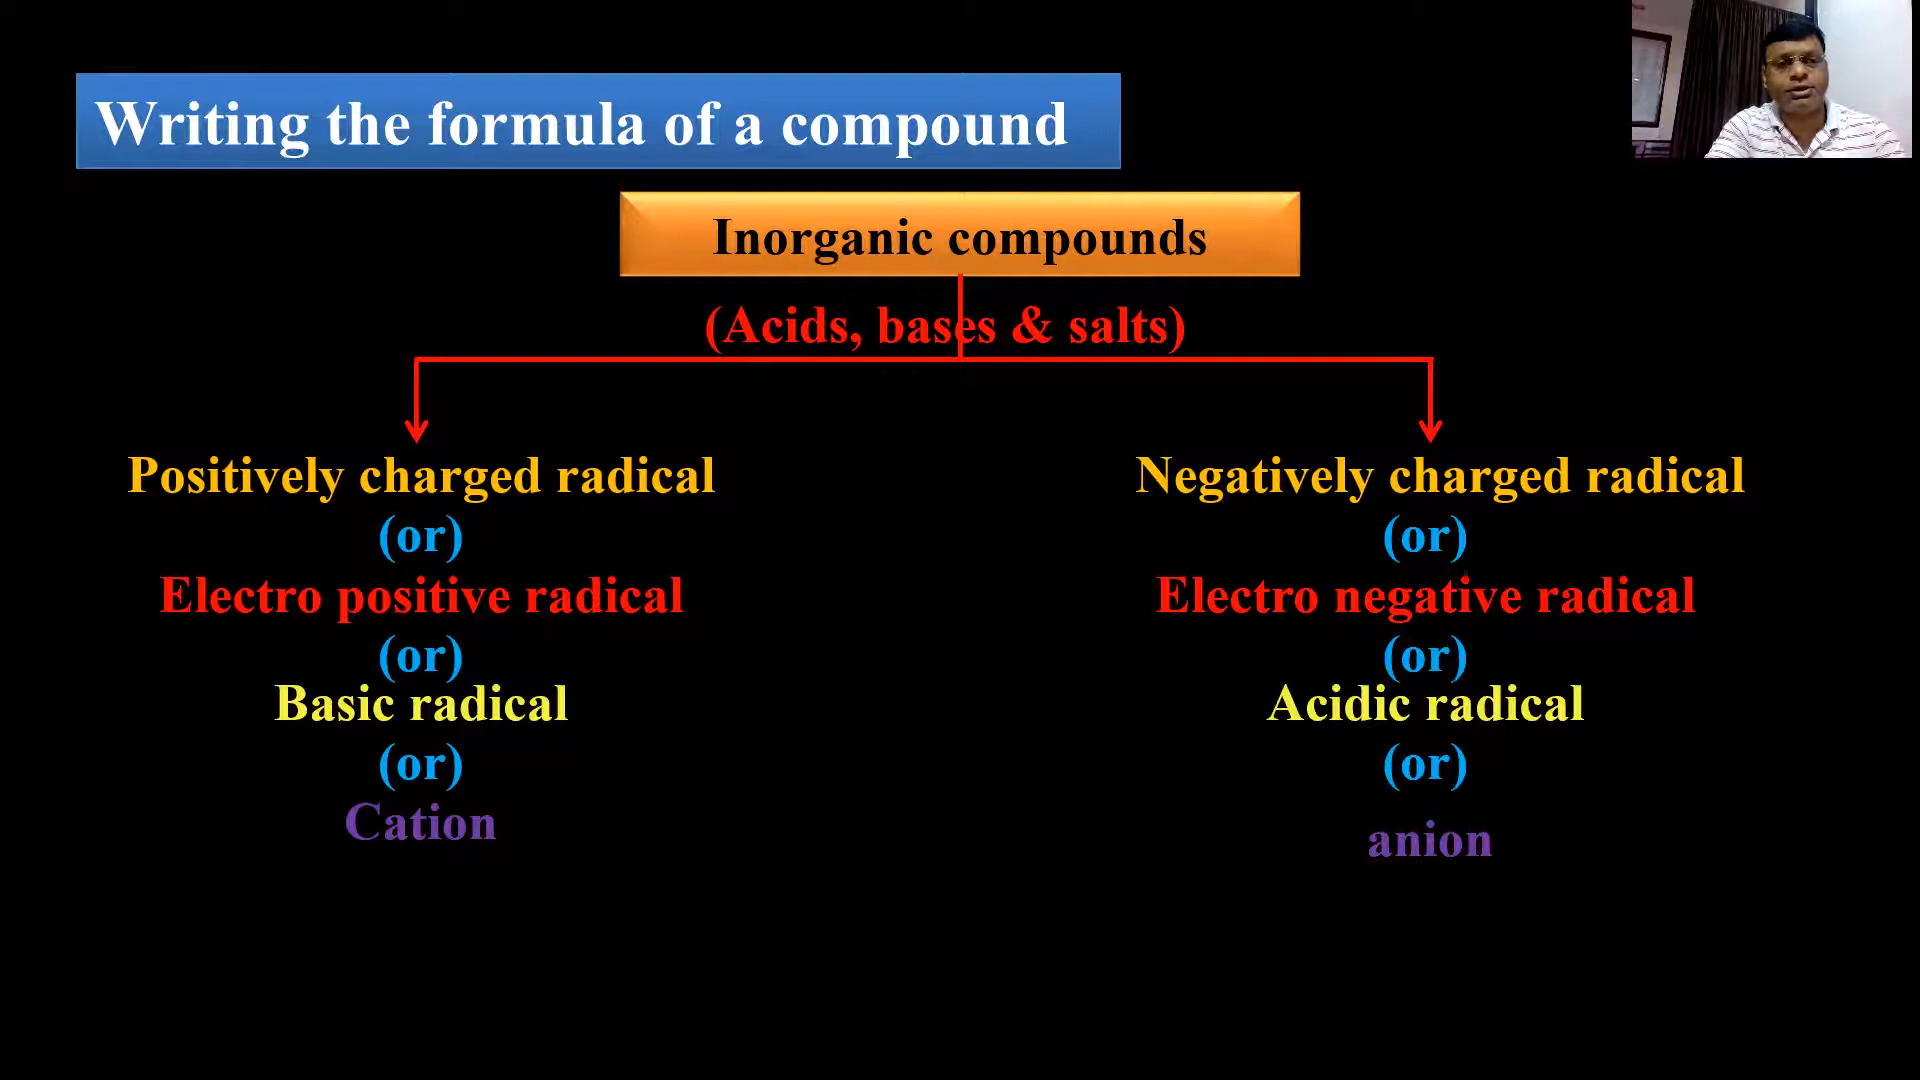 Writing the formula of a compound
Inorganic compounds
(Acids, bases & salts)
Positively charged radical
(or)
Electro positive radical
(or)
Basic radical
(or)
Cation
Negatively charged radical
(or)
Electro negative radical
(or)
Acidic radical
(or)
anion